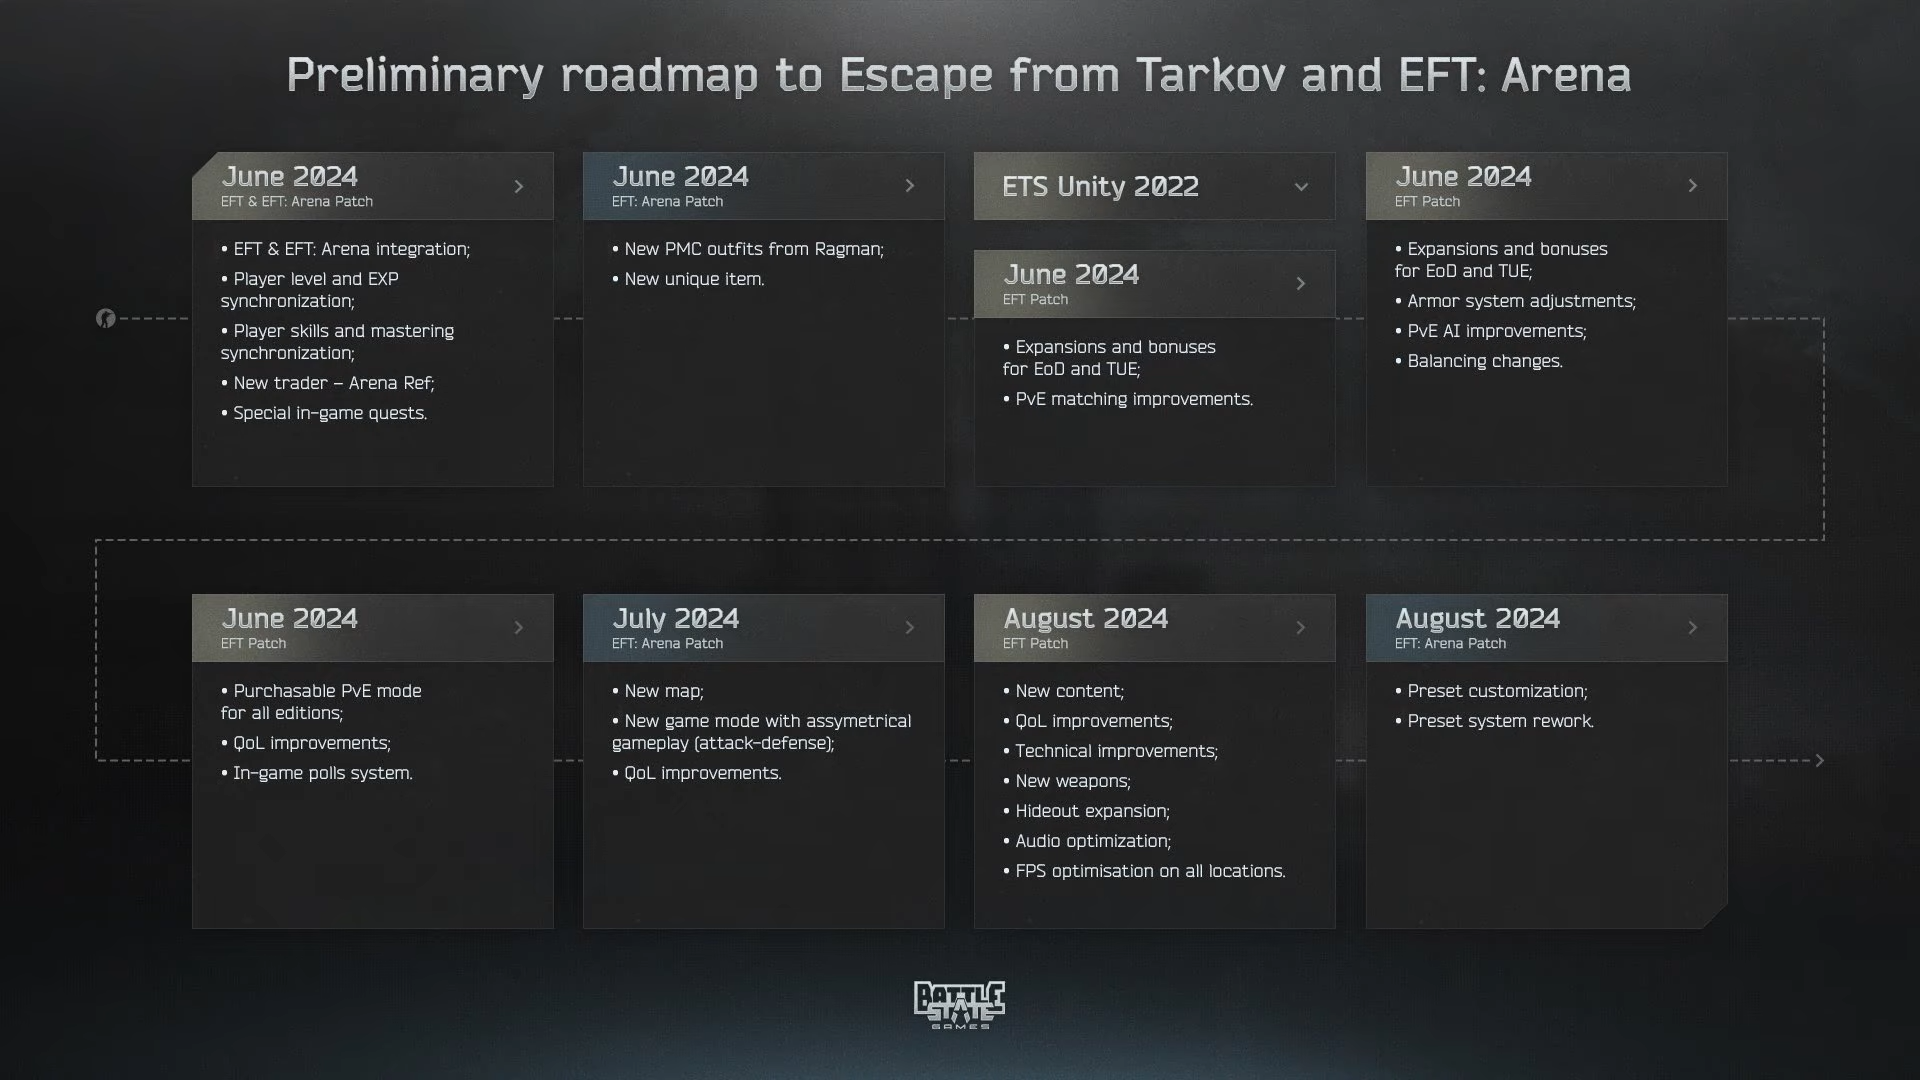 Preliminary roadmap to Escape from Tarkov and EFT: Arena
June 2024
EFT & EFT: Arena Patch
• EFT & EFT: Arena integration;
• Player level and EXP
synchronization;
• Player skills and mastering
synchronization;
• New trader – Arena Ref;
• Special in-game quests.
June 2024
EFT: Arena Patch
• New PMC outfits from Ragman;
• New unique item.
ETS Unity 2022
June 2024
EFT Patch
• Expansions and bonuses
for EoD and TUE;
• PvE matching improvements.
June 2024
EFT Patch
• Expansions and bonuses
for EoD and TUE;
• Armor system adjustments;
• PvE AI improvements;
• Balancing changes.
June 2024
EFT Patch
• Purchasable PvE mode
for all editions;
• QoL improvements;
• In-game polls system.
July 2024
EFT: Arena Patch
• New map;
• New game mode with assymetrical
gameplay (attack-defense);
• QoL improvements.
August 2024
EFT Patch
• New content;
• QoL improvements;
• Technical improvements;
• New weapons;
• Hideout expansion;
• Audio optimization;
• FPS optimisation on all locations.
August 2024
EFT: Arena Patch
• Preset customization;
• Preset system rework.
BATTLE
STATE
GAMES